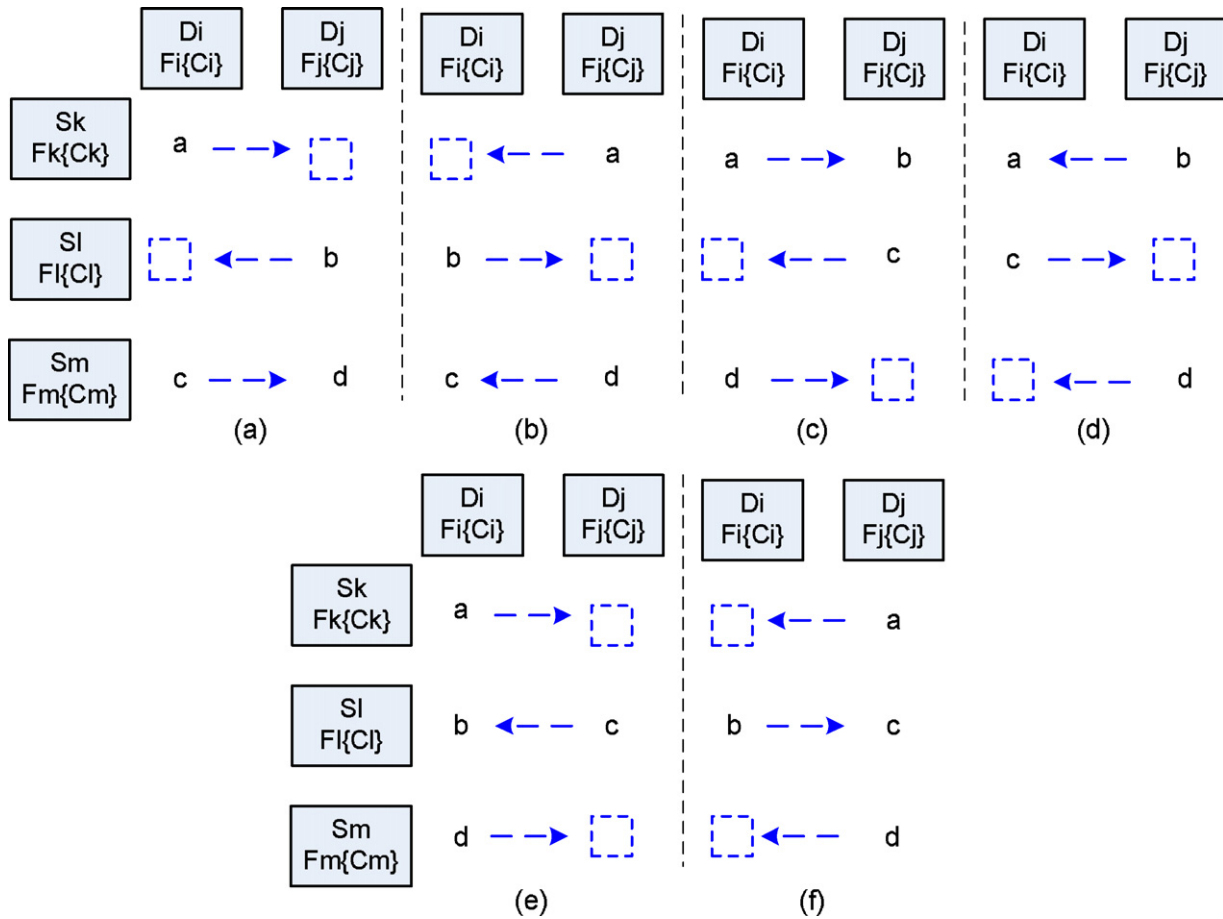 Di Dj Di Dj Di Dj Di Dj
Fi{Ci} Fj{Cj} Fi{Ci} Fj{Cj} Fi{Ci} Fj{Cj} Fi{Ci} Fj{Cj}
Sk
Fk{Ck}
a a a b a b
Sl
Fl{Cl}
b b c c
Sm
Fm{Cm}
c d c d d d
(a) (b) (c) (d)
Di Dj Di Dj
Fi{Ci} Fj{Cj} Fi{Ci} Fj{Cj}
Sk
Fk{Ck}
a a
Sl
Fl{Cl}
b c b c
Sm
Fm{Cm}
d d
(e) (f)